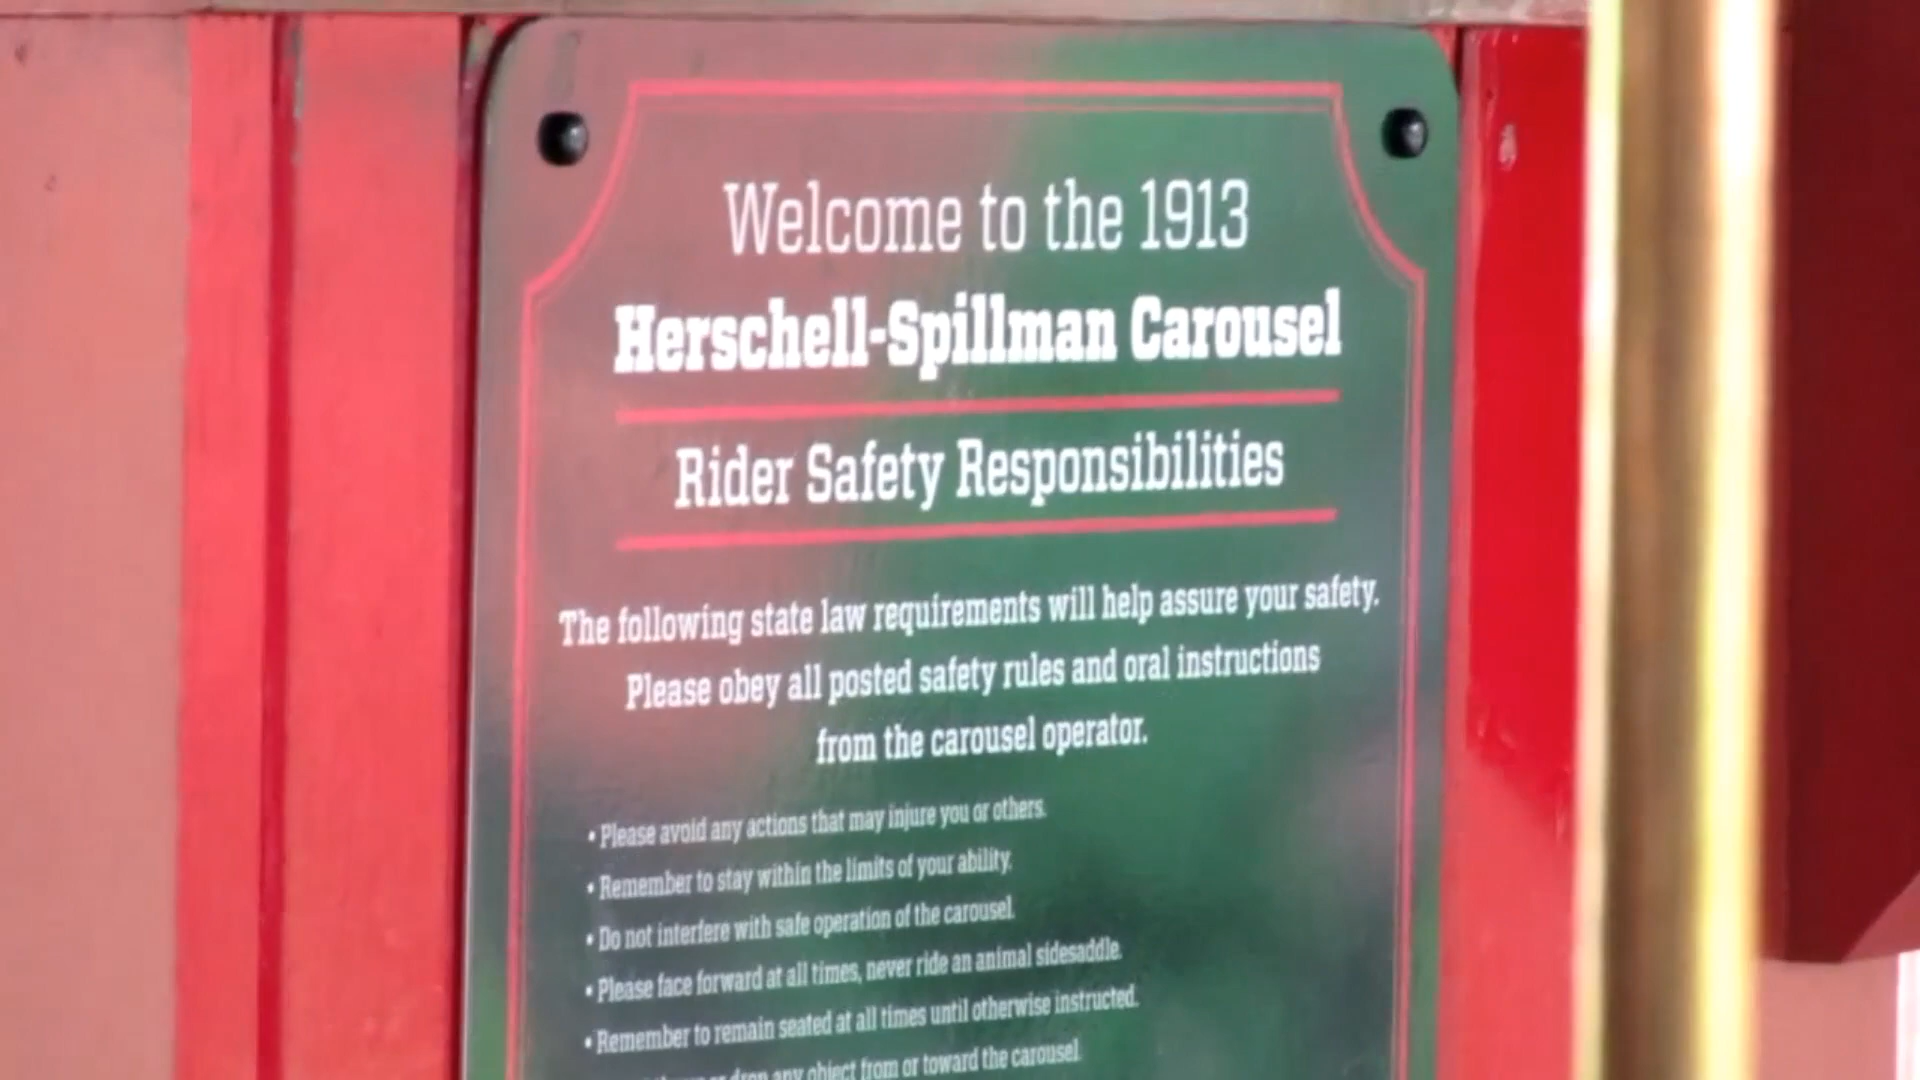 Welcome to the 1913
Herschell-Spillman Carousel
Rider Safety Responsibilities
The following state law requirements will help assure your safety.
Please obey all posted safety rules and oral instructions
from the carousel operator.
• Please avoid any actions that may injure you or others.
• Remember to stay within the limits of your ability.
• Do not interfere with safe operation of the carousel.
• Please face forward at all times, never ride an animal sidesaddle.
• Remember to remain seated at all times until otherwise instructed.
or drop any object from or toward the carousel.